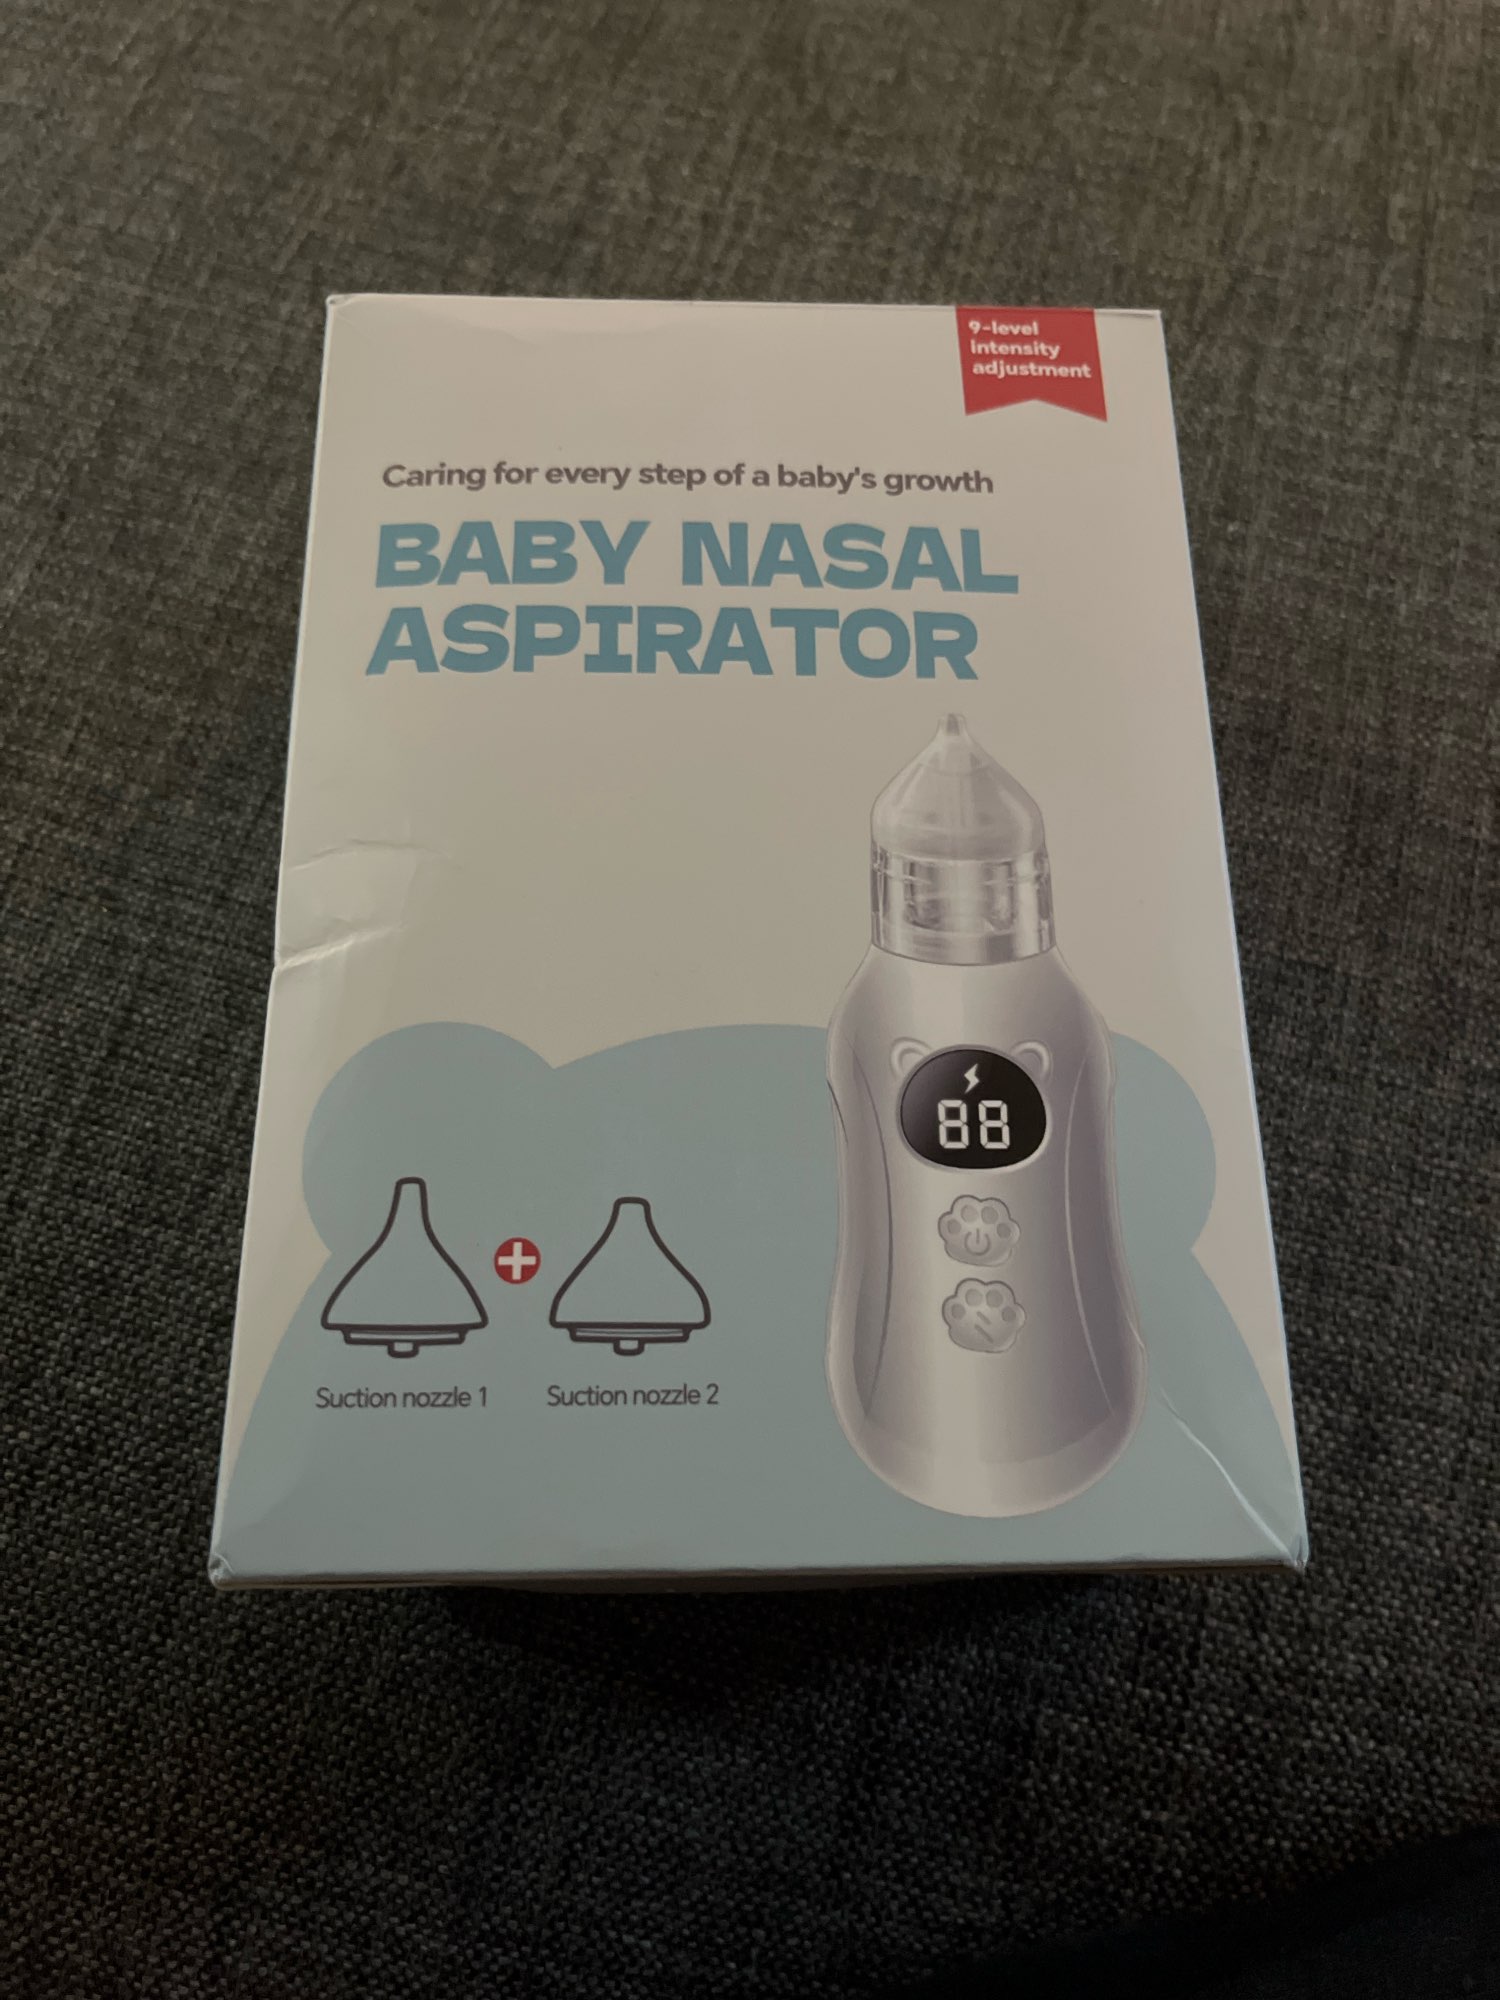 9-level
intensity
adjustment
Caring for every step of a baby's growth
BABY NASAL
ASPIRATOR
88
Suction nozzle 1
Suction nozzle 2